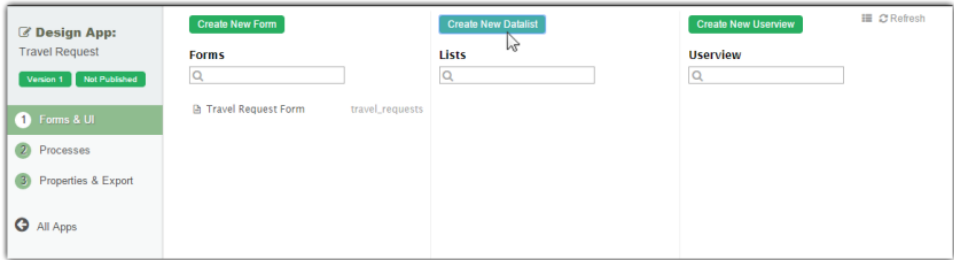 Design App:
Travel Request
Version 1 Not Published
1 Forms & UI
2 Processes
3 Properties & Export
All Apps
Create New Form
Forms
Travel Request Form travel_requests
Create New Datalist
Lists
Create New Userview
Userview
Refresh